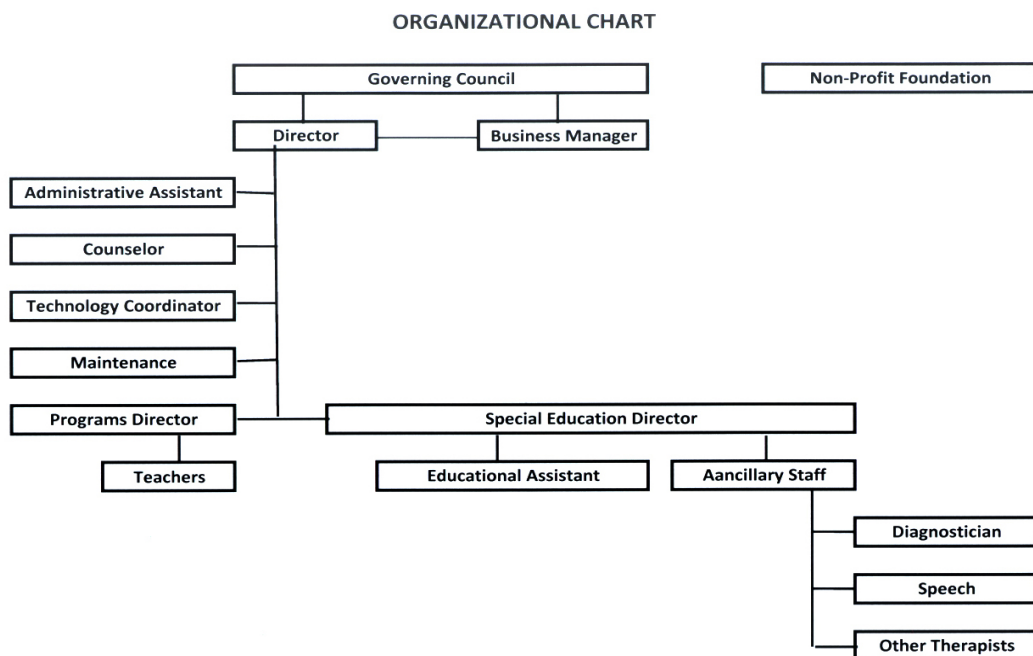 ORGANIZATIONAL CHART
Governing Council
Non-Profit Foundation
Director
Business Manager
Administrative Assistant
Counselor
Technology Coordinator
Maintenance
Programs Director
Special Education Director
Teachers
Educational Assistant
Aancillary Staff
Diagnostician
Speech
Other Therapists